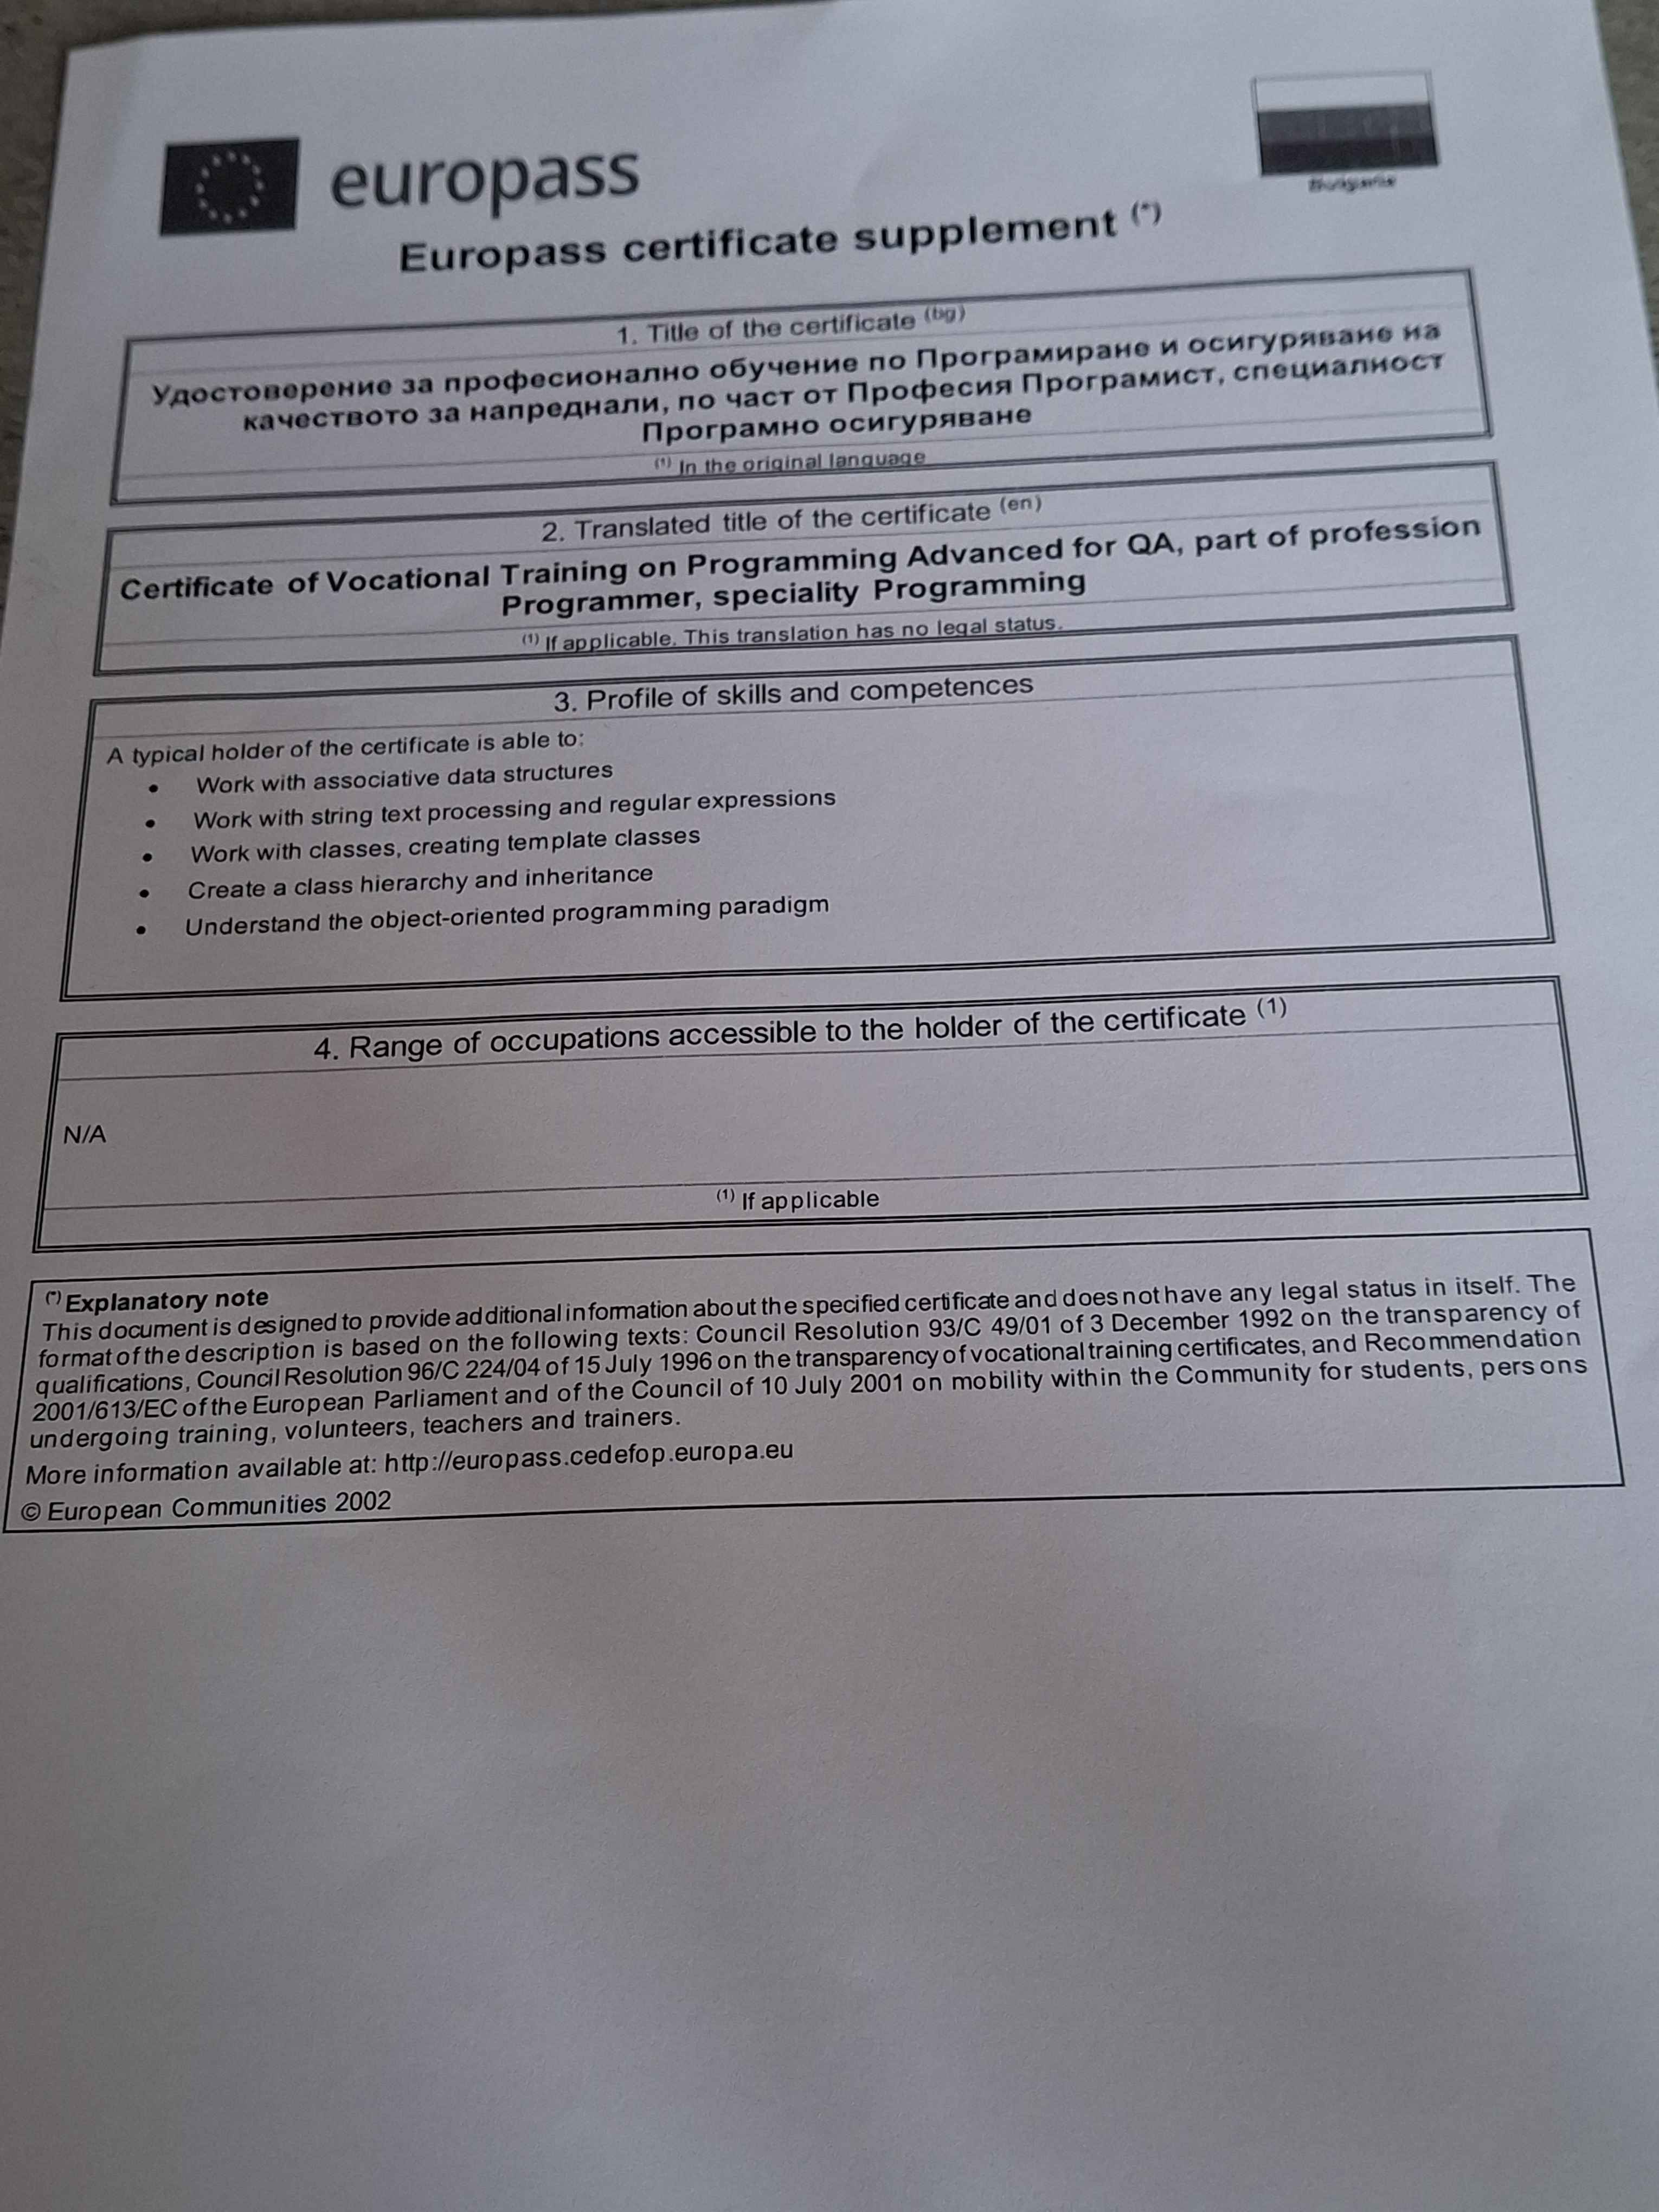 europass
Bulgaria
Europass certificate supplement (*)
1. Title of the certificate (bg)
Удостоверение за професионално обучение по Програмиране и осигуряване на
качеството за напреднали, по част от Професия Програмист, специалност
Програмно осигуряване
(1) In the original language
2. Translated title of the certificate (en)
Certificate of Vocational Training on Programming Advanced for QA, part of profession
Programmer, speciality Programming
(1) If applicable. This translation has no legal status.
3. Profile of skills and competences
A typical holder of the certificate is able to:
• Work with associative data structures
• Work with string text processing and regular expressions
• Work with classes, creating template classes
• Create a class hierarchy and inheritance
• Understand the object-oriented programming paradigm
4. Range of occupations accessible to the holder of the certificate (1)
N/A
(1) If applicable
(*) Explanatory note
This document is designed to provide additional information about the specified certificate and does not have any legal status in itself. The
format of the description is based on the following texts: Council Resolution 93/C 49/01 of 3 December 1992 on the transparency of
qualifications, Council Resolution 96/C 224/04 of 15 July 1996 on the transparency of vocational training certificates, and Recommendation
2001/613/EC of the European Parliament and of the Council of 10 July 2001 on mobility within the Community for students, persons
undergoing training, volunteers, teachers and trainers.
More information available at: http://europass.cedefop.europa.eu
© European Communities 2002